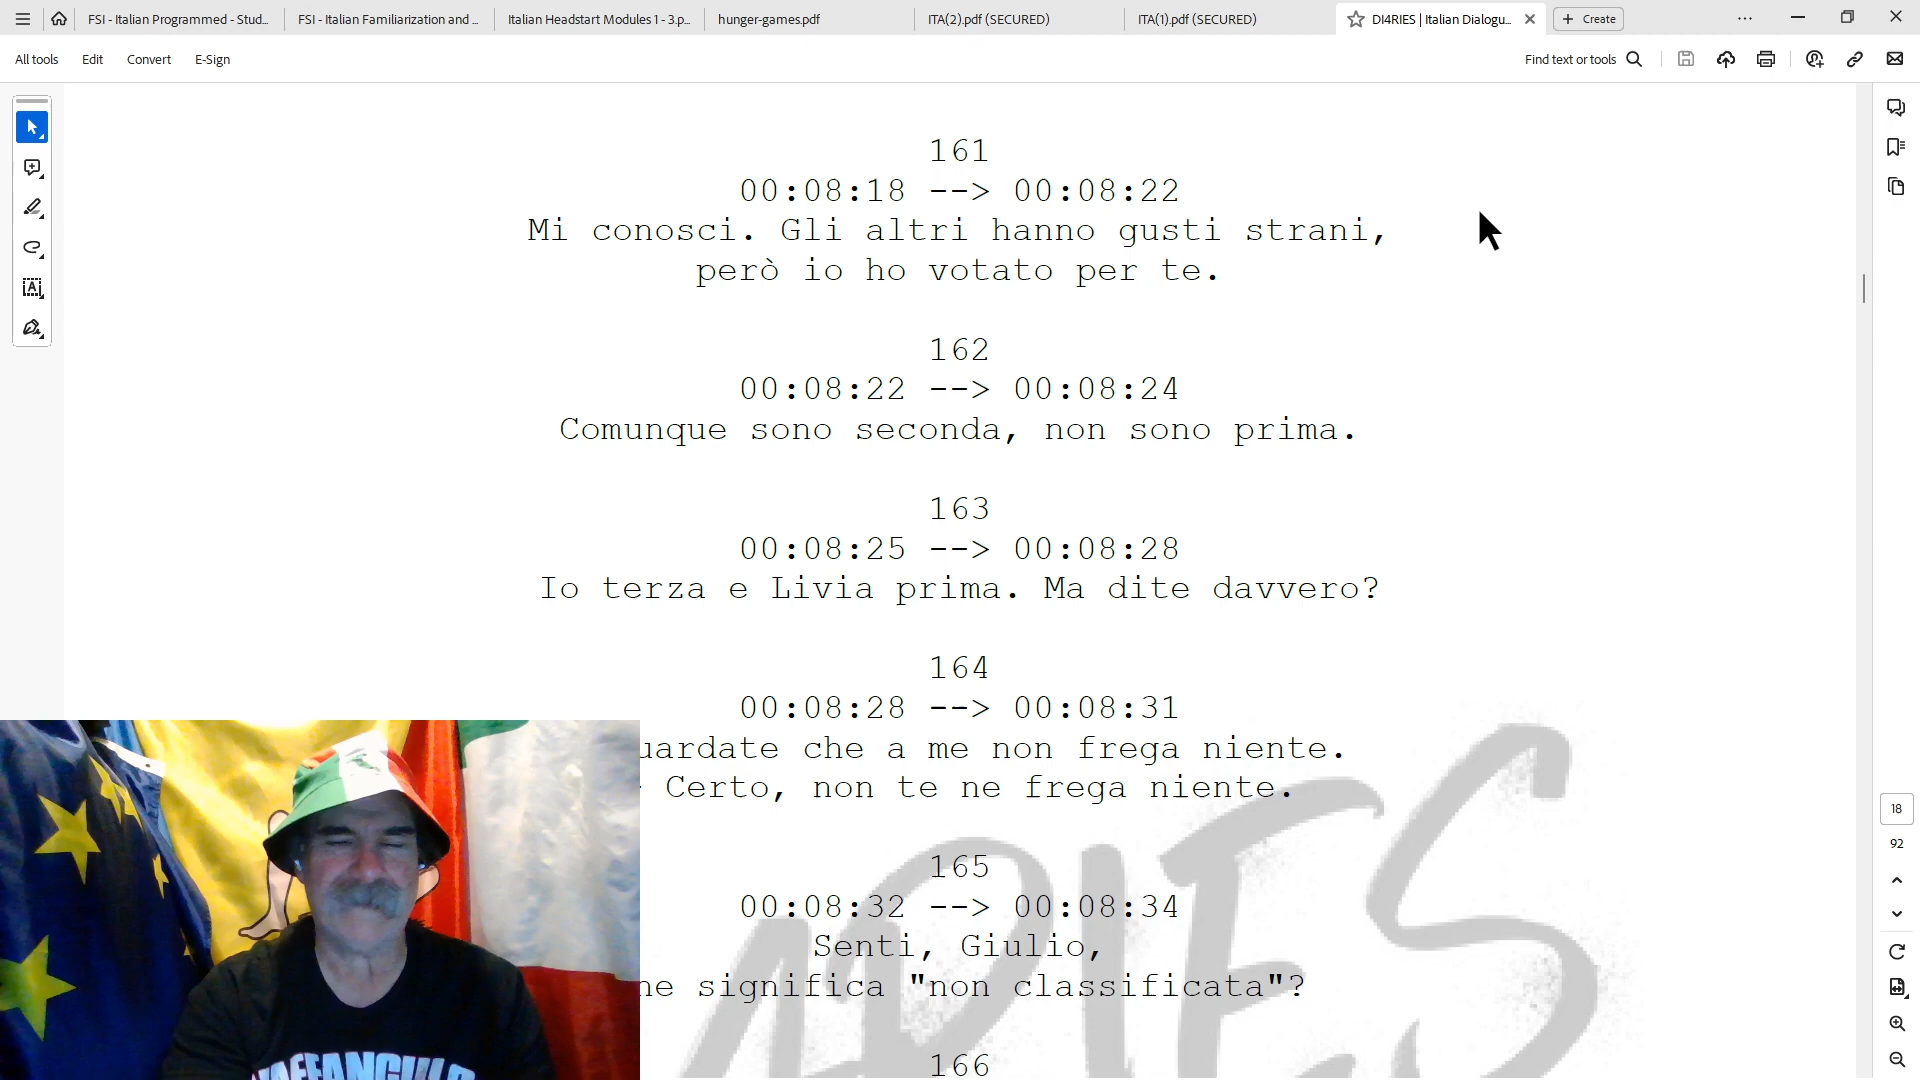 FSI - Italian Programmed - Stud...
FSI - Italian Familiarization and ...
Italian Headstart Modules 1 - 3.p...
hunger-games.pdf
ITA(2).pdf (SECURED)
ITA(1).pdf (SECURED)
DI4RIES | Italian Dialogu...
Create
All tools
Edit
Convert
E-Sign
Find text or tools
161
00:08:18 --> 00:08:22
Mi conosci. Gli altri hanno gusti strani,
però io ho votato per te.
162
00:08:22 --> 00:08:24
Comunque sono seconda, non sono prima.
163
00:08:25 --> 00:08:28
Io terza e Livia prima. Ma dite davvero?
164
00:08:28 --> 00:08:31
uardate che a me non frega niente.
Certo, non te ne frega niente.
165
00:08:32 --> 00:08:34
Senti, Giulio,
significa "non classificata"?
166
18
92